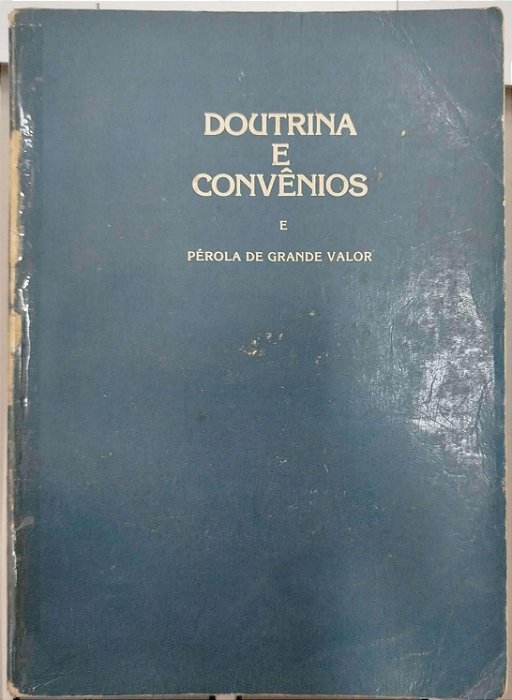 DOUTRINA
E
CONVÊNIOS
E
PÉROLA DE GRANDE VALOR